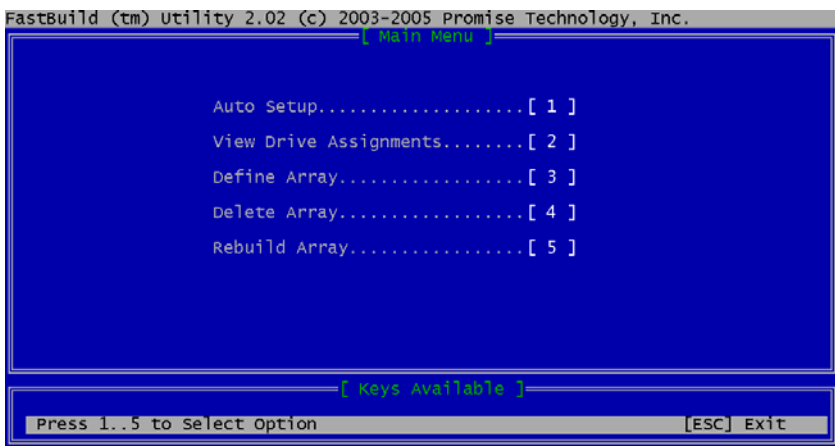 FastBuild (tm) Utility 2.02 (c) 2003-2005 Promise Technology, Inc.
[ Main Menu ]
Auto Setup....................[ 1 ]
View Drive Assignments........[ 2 ]
Define Array..................[ 3 ]
Delete Array..................[ 4 ]
Rebuild Array.................[ 5 ]
[ Keys Available ]
Press 1..5 to Select Option [ESC] Exit